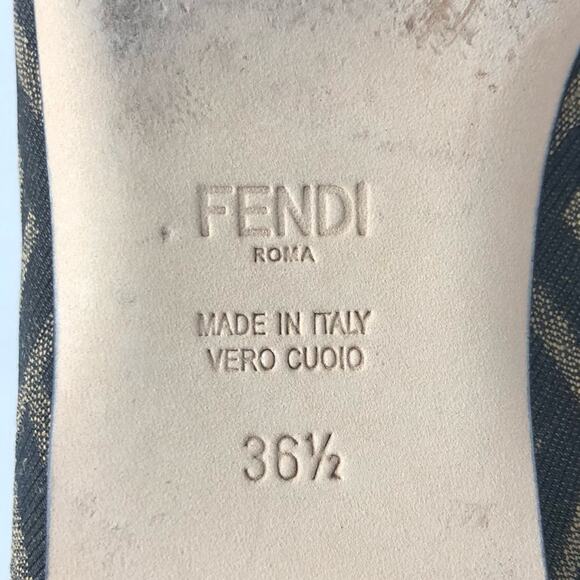 FENDI
ROMA
MADE IN ITALY
VERO CUOIO
36½